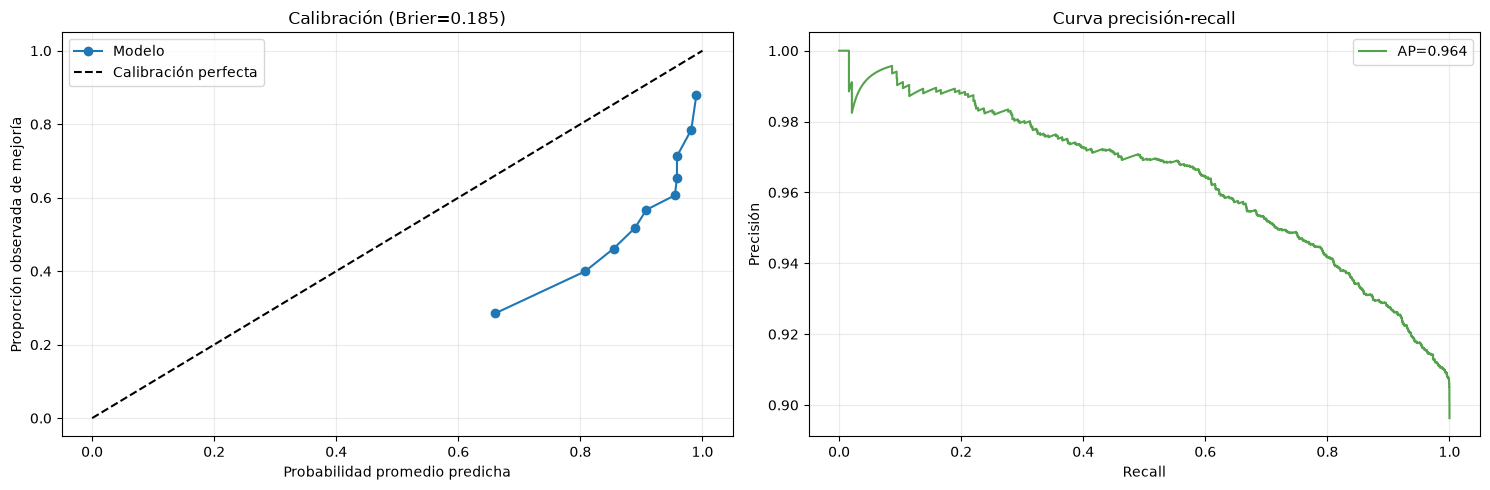 Calibración (Brier=0.185)
Modelo
Calibración perfecta
Proporción observada de mejoría
1.0
0.8
0.6
0.4
0.2
0.0
0.0 0.2 0.4 0.6 0.8 1.0
Probabilidad promedio predicha
Curva precisión-recall
AP=0.964
Precisión
1.00
0.98
0.96
0.94
0.92
0.90
0.0 0.2 0.4 0.6 0.8 1.0
Recall